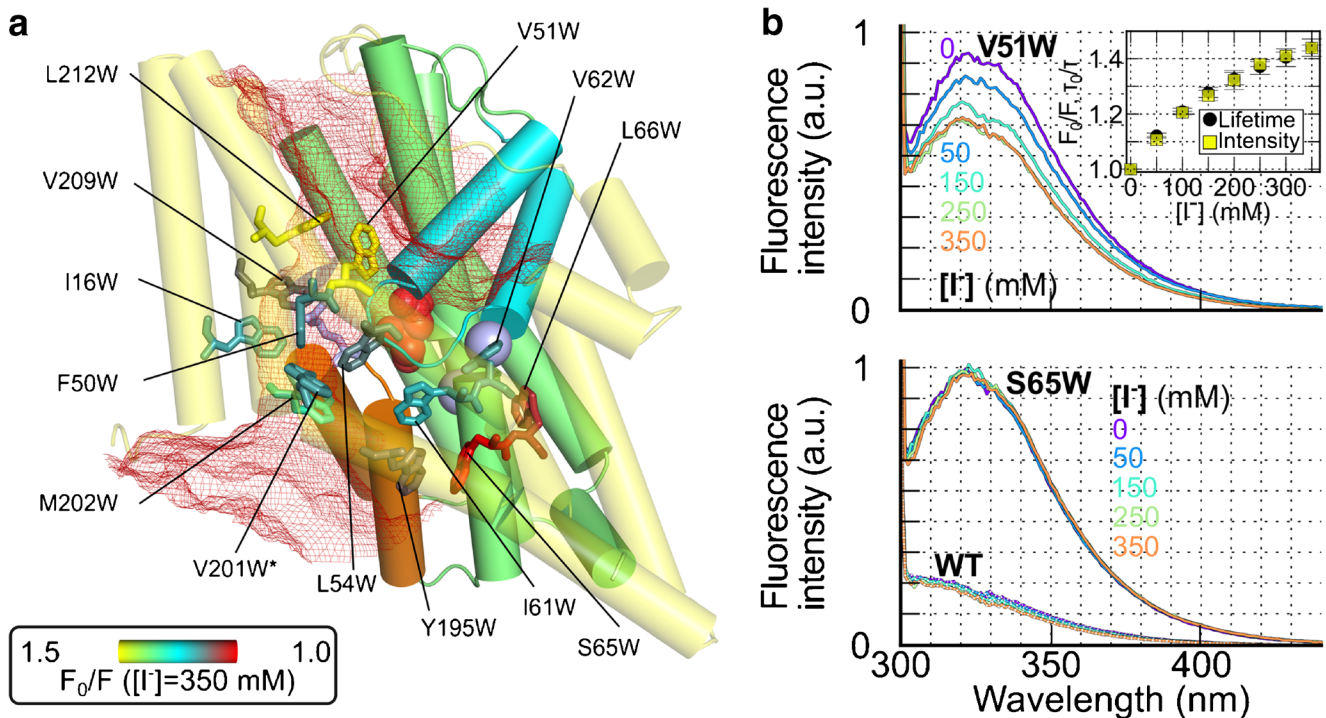 a
V51W
L212W
V62W
L66W
V209W
I16W
F50W
M202W
V201W*
L54W
Y195W
I61W
S65W
1.5 1.0
F₀/F ([I⁻]=350 mM)
b
1
Fluorescence
intensity (a.u.)
0
V51W
0
50
150
250
350
[I⁻] (mM)
F₀/F, τ₀/τ
1.4
1.2
1.0
Lifetime
Intensity
0 100 200 300
[I⁻] (mM)
1
Fluorescence
intensity (a.u.)
0
S65W
[I⁻] (mM)
0
50
150
250
350
WT
300 350 400
Wavelength (nm)